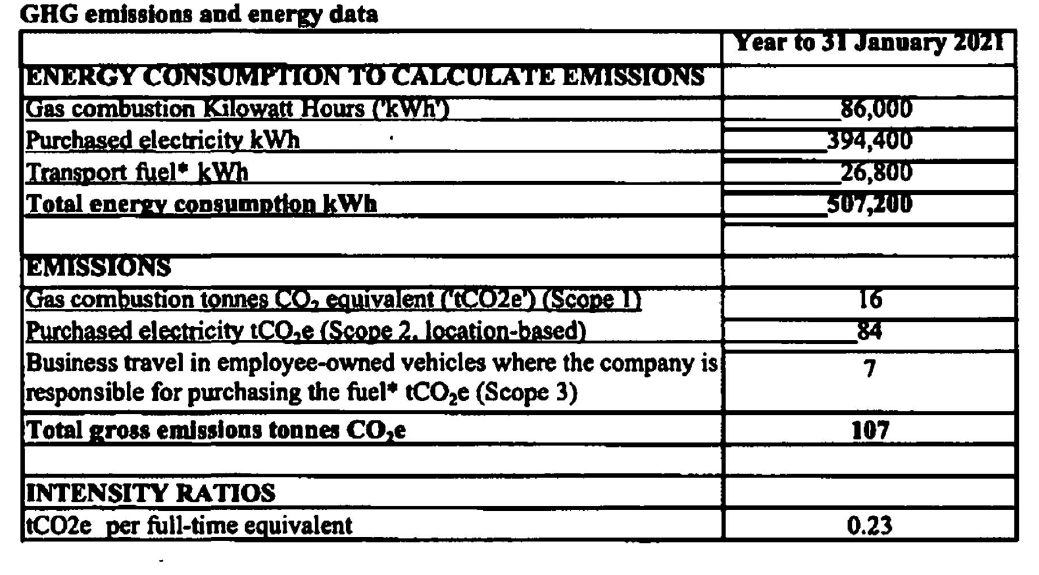 GHG emissions and energy data
Year to 31 January 2021
ENERGY CONSUMPTION TO CALCULATE EMISSIONS
Gas combustion Kilowatt Hours ('kWh') 86,000
Purchased electricity kWh 394,400
Transport fuel* kWh 26,800
Total energy consumption kWh 507,200
EMISSIONS
Gas combustion tonnes CO₂ equivalent ('tCO2e') (Scope 1) 16
Purchased electricity tCO₂e (Scope 2, location-based) 84
Business travel in employee-owned vehicles where the company is
responsible for purchasing the fuel* tCO₂e (Scope 3) 7
Total gross emissions tonnes CO₂e 107
INTENSITY RATIOS
tCO2e per full-time equivalent 0.23